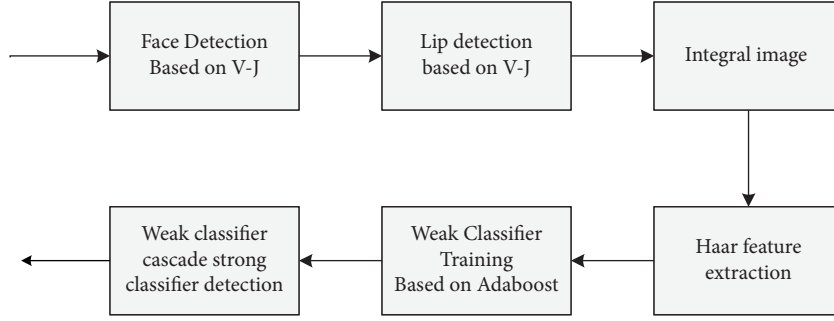 Face Detection
Based on V-J
Lip detection
based on V-J
Integral image
Haar feature
extraction
Weak Classifier
Training
Based on Adaboost
Weak classifier
cascade strong
classifier detection